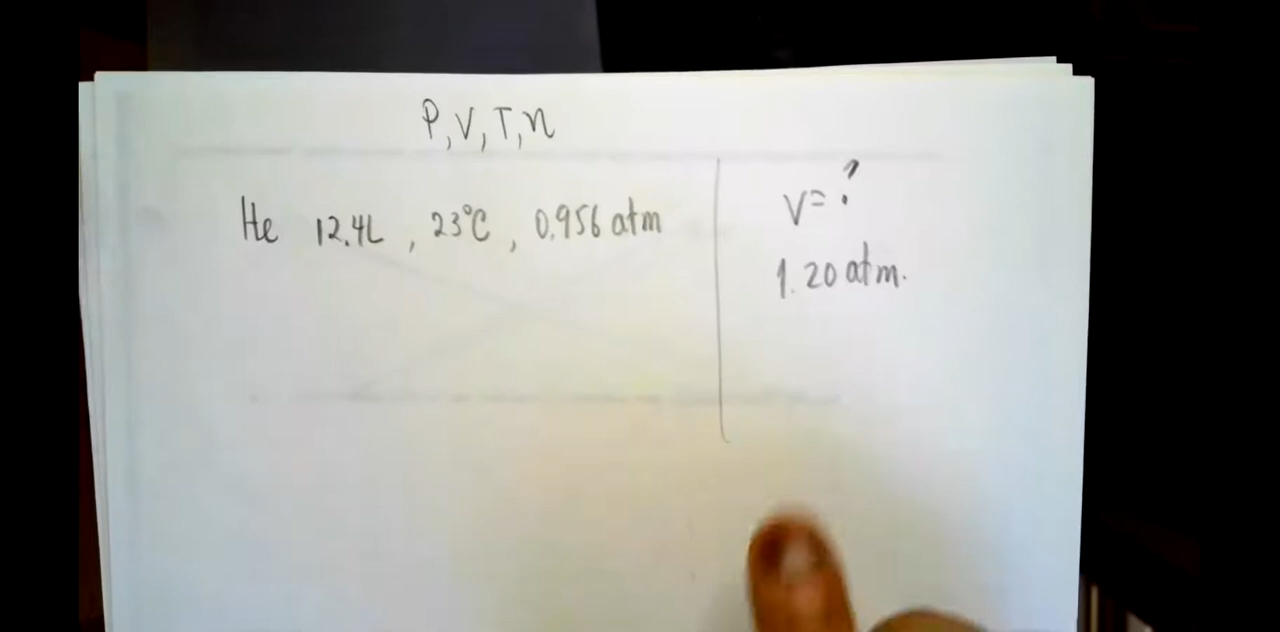 P, V, T, n
He 12.4L , 23°C , 0.956 atm
V= ?
1.20 atm.